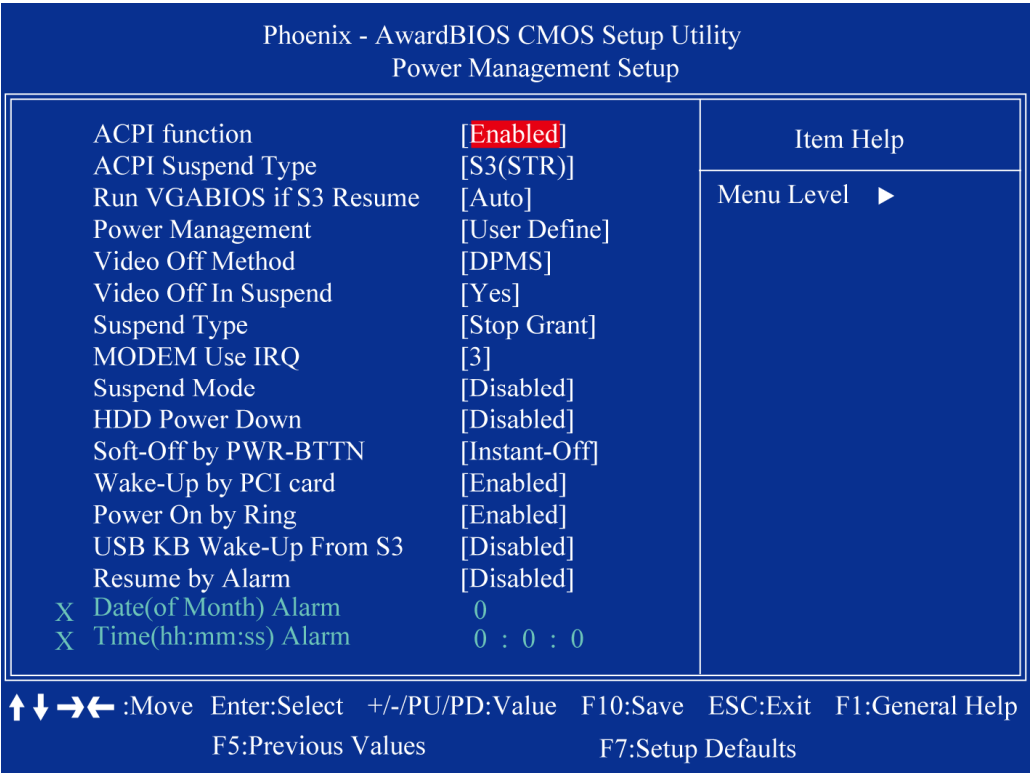 Phoenix - AwardBIOS CMOS Setup Utility
Power Management Setup
ACPI function [Enabled]
ACPI Suspend Type [S3(STR)]
Run VGABIOS if S3 Resume [Auto]
Power Management [User Define]
Video Off Method [DPMS]
Video Off In Suspend [Yes]
Suspend Type [Stop Grant]
MODEM Use IRQ [3]
Suspend Mode [Disabled]
HDD Power Down [Disabled]
Soft-Off by PWR-BTTN [Instant-Off]
Wake-Up by PCI card [Enabled]
Power On by Ring [Enabled]
USB KB Wake-Up From S3 [Disabled]
Resume by Alarm [Disabled]
X Date(of Month) Alarm 0
X Time(hh:mm:ss) Alarm 0 : 0 : 0
Item Help
Menu Level ▶
↑ ↓ → ← :Move Enter:Select +/-/PU/PD:Value F10:Save ESC:Exit F1:General Help
F5:Previous Values F7:Setup Defaults